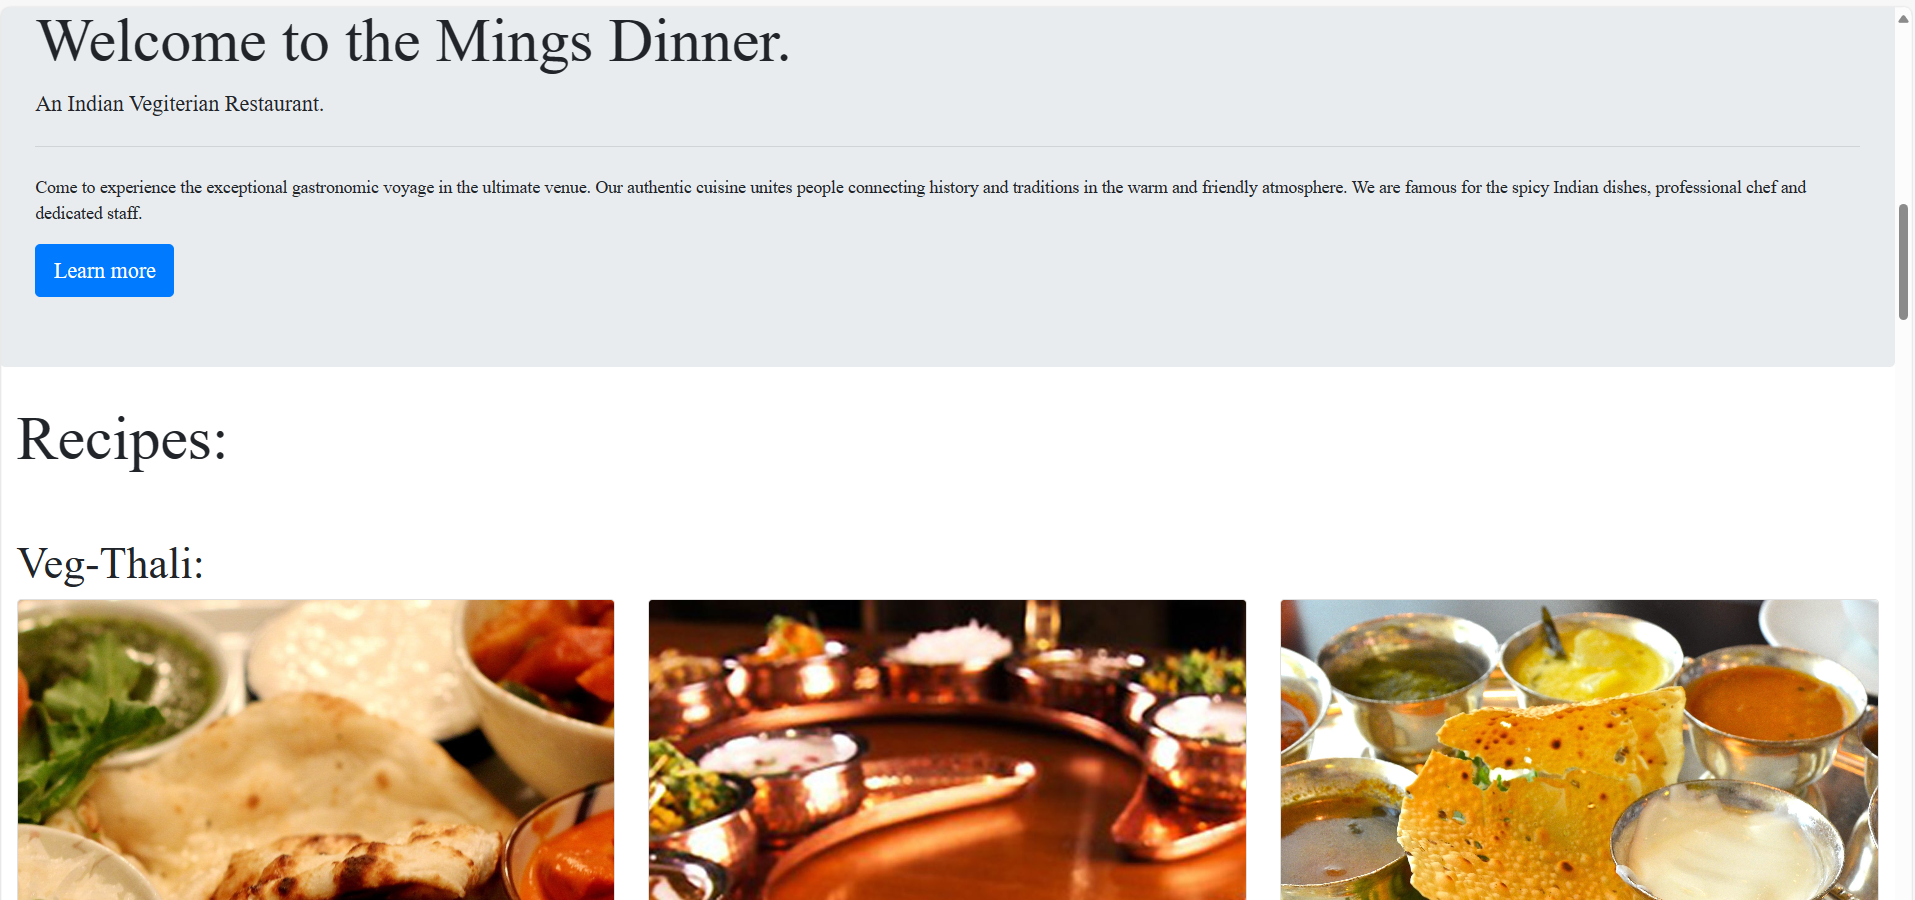 Welcome to the Mings Dinner.
An Indian Vegiterian Restaurant.
Come to experience the exceptional gastronomic voyage in the ultimate venue. Our authentic cuisine unites people connecting history and traditions in the warm and friendly atmosphere. We are famous for the spicy Indian dishes, professional chef and
dedicated staff.
Learn more
Recipes:
Veg-Thali: